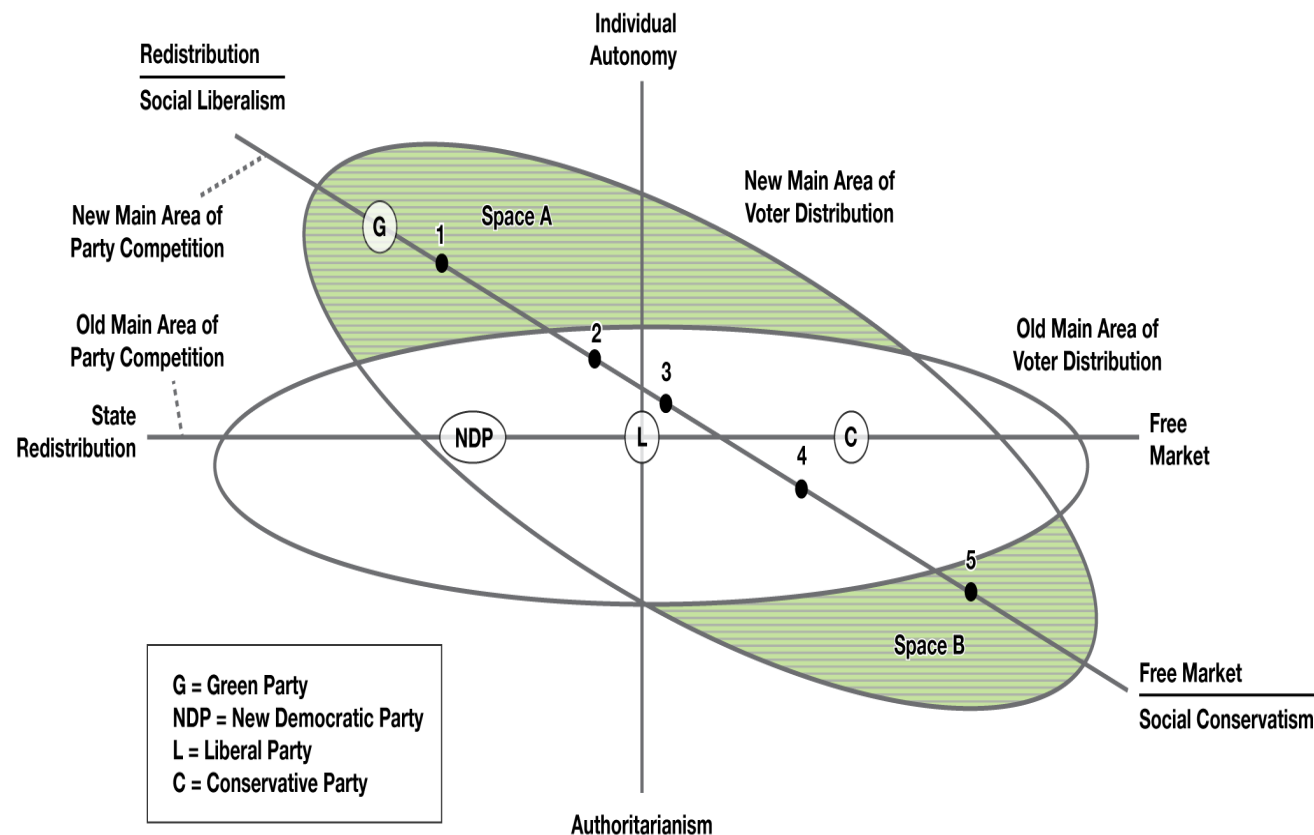 Individual
Autonomy
Redistribution
Social Liberalism
New Main Area of
Voter Distribution
Space A
G
1
New Main Area of
Party Competition
Old Main Area of
Party Competition
2
Old Main Area of
Voter Distribution
3
State
Redistribution
NDP
L
C
Free
Market
4
5
Space B
Free Market
Social Conservatism
G = Green Party
NDP = New Democratic Party
L = Liberal Party
C = Conservative Party
Authoritarianism